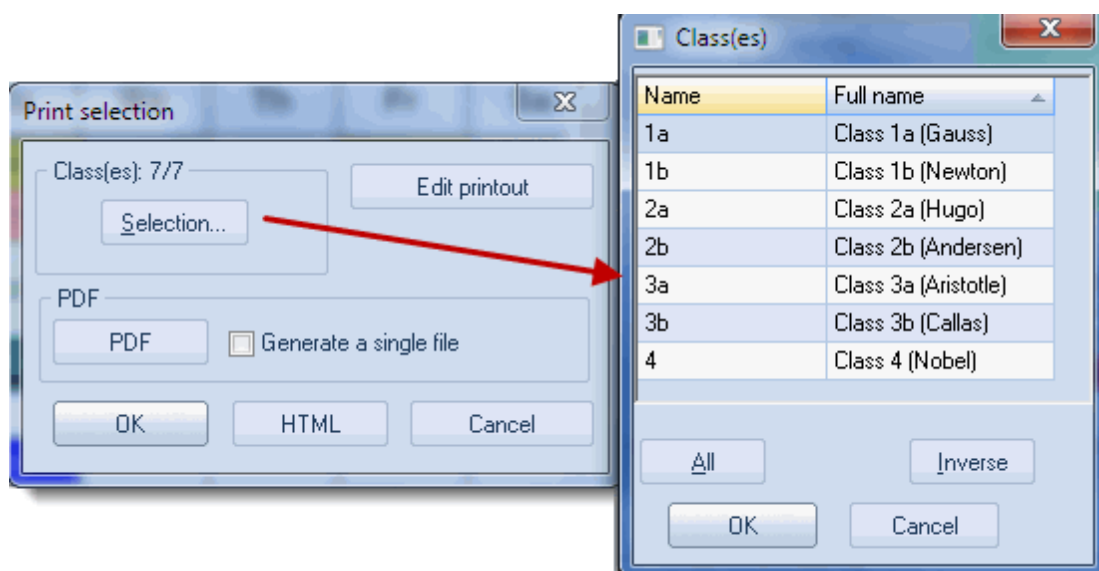 Print selection
Class(es): 7/7
Selection...
Edit printout
PDF
PDF
Generate a single file
OK
HTML
Cancel
Class(es)
Name Full name
1a Class 1a (Gauss)
1b Class 1b (Newton)
2a Class 2a (Hugo)
2b Class 2b (Andersen)
3a Class 3a (Aristotle)
3b Class 3b (Callas)
4 Class 4 (Nobel)
All Inverse
OK Cancel